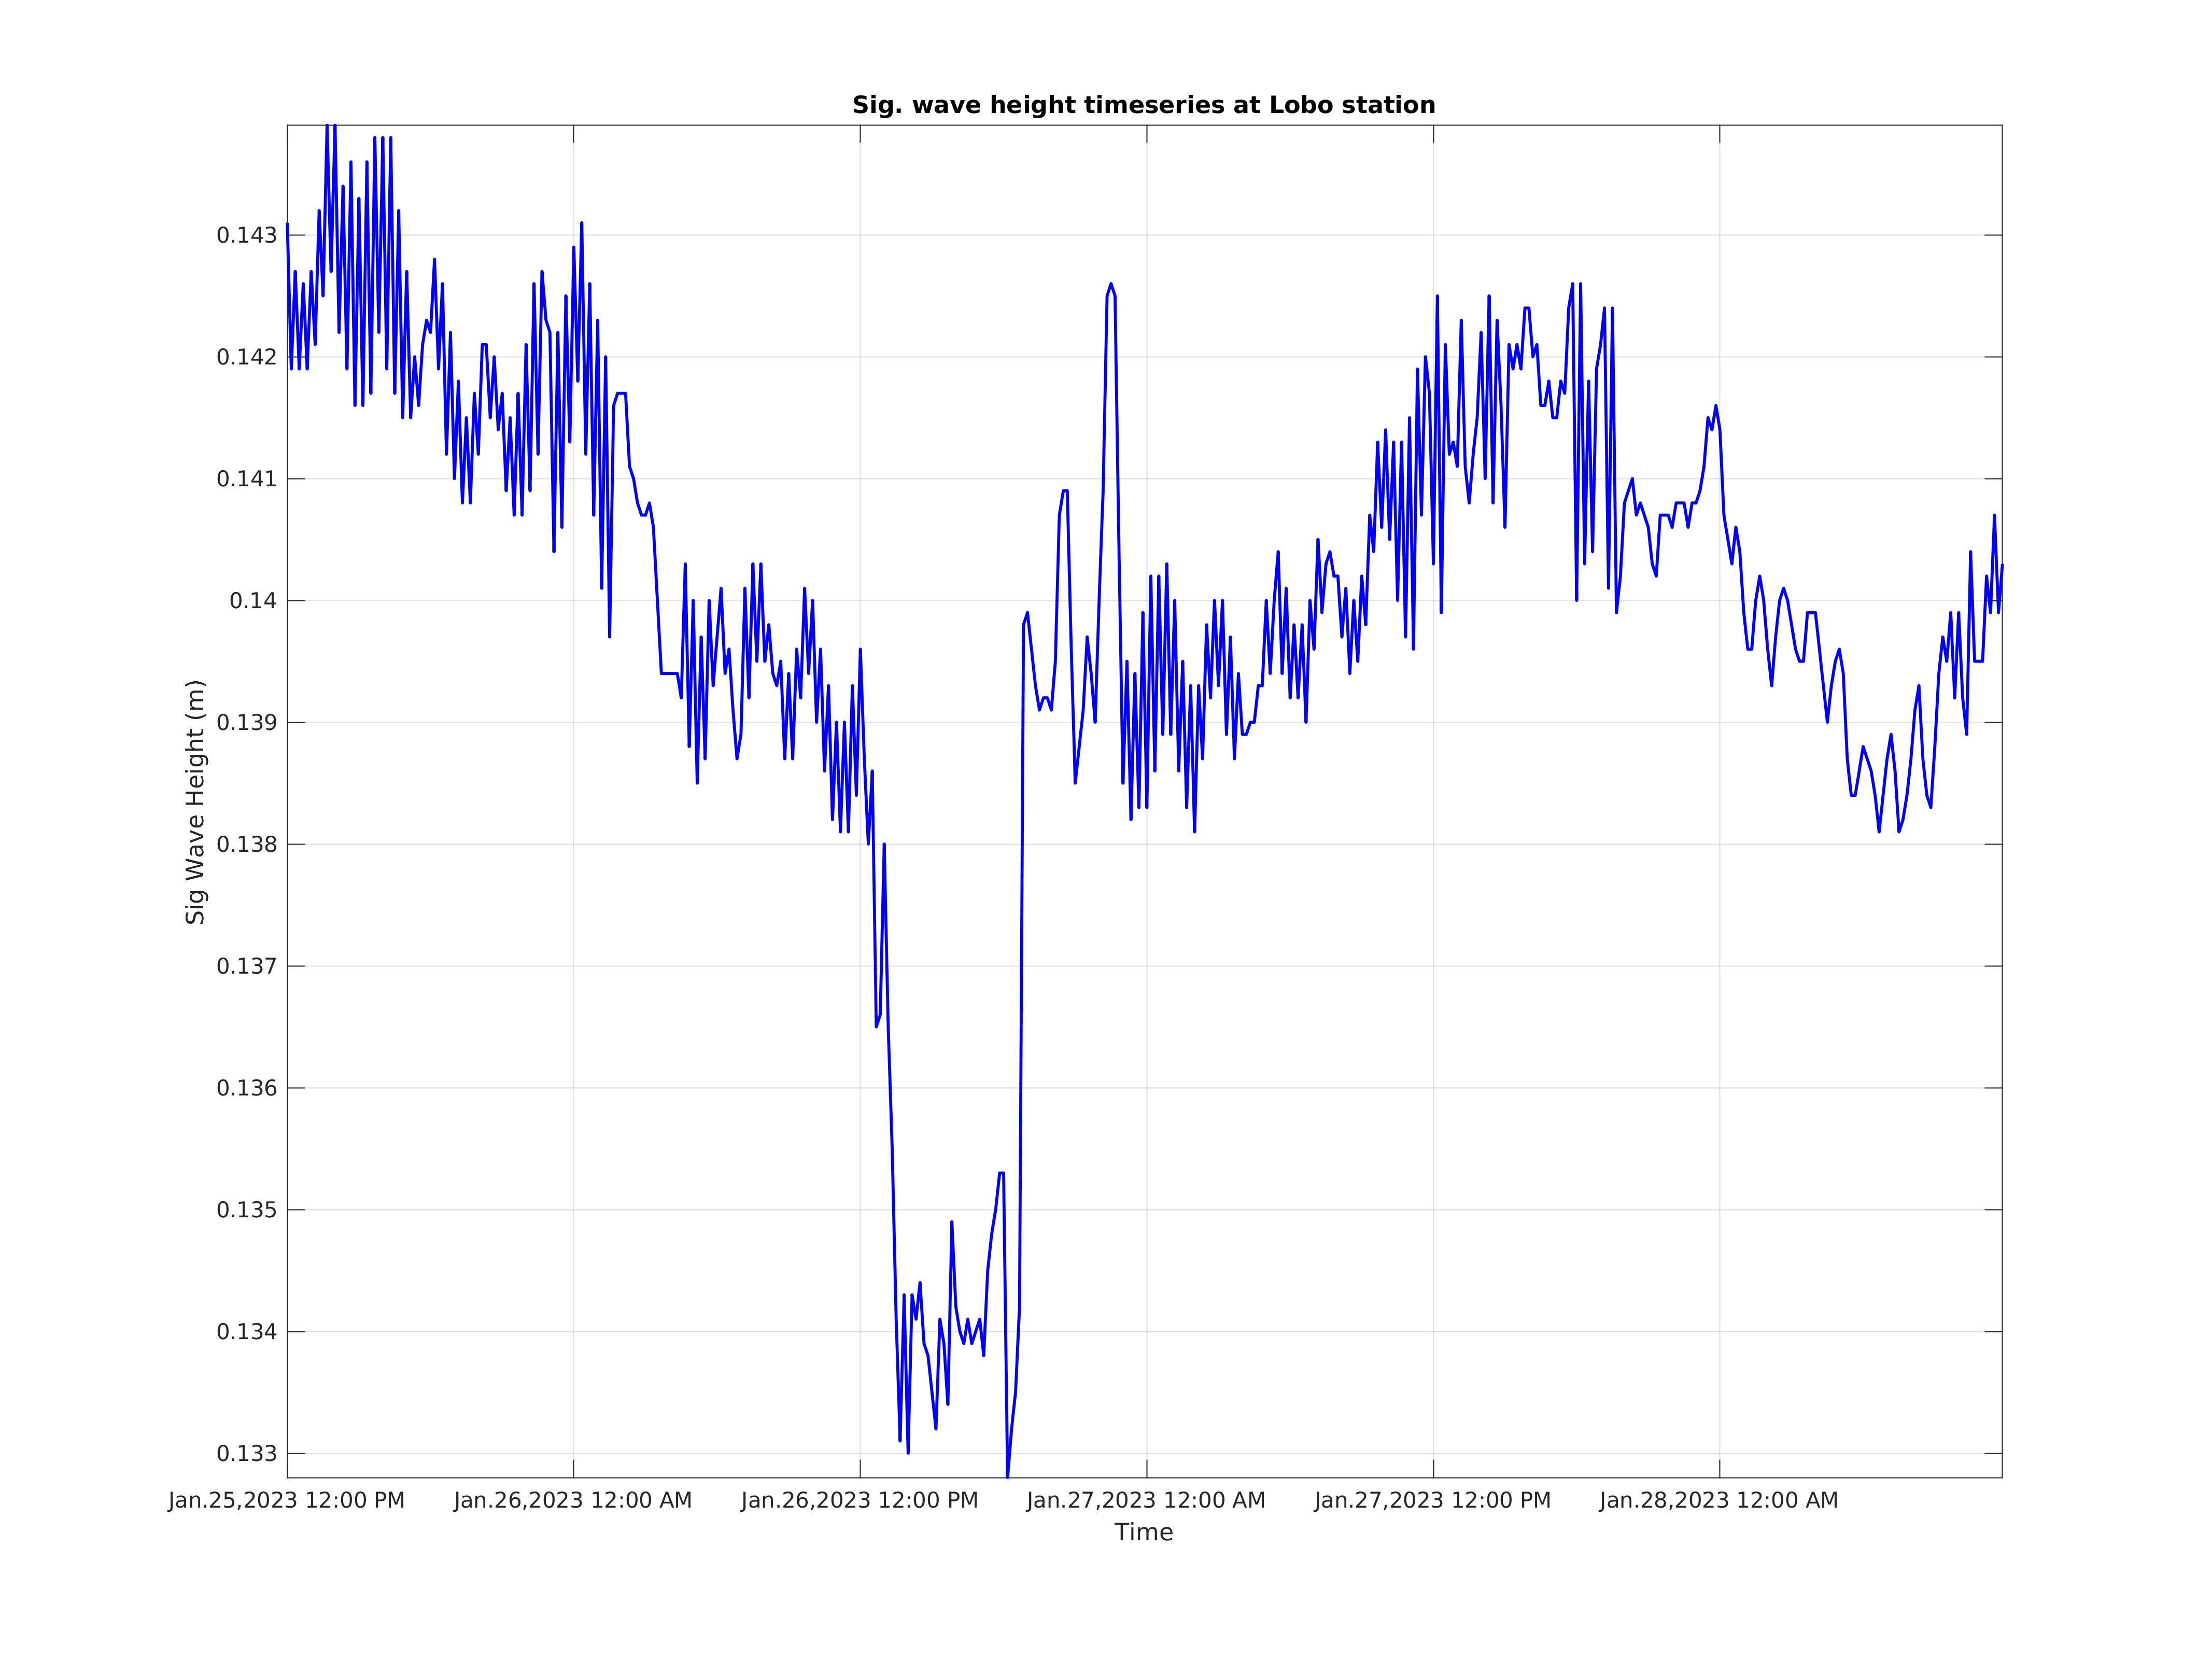 Sig. wave height timeseries at Lobo station
0.143
0.142
0.141
0.14
0.139
0.138
0.137
0.136
0.135
0.134
0.133
Sig Wave Height (m)
Jan.25,2023 12:00 PM Jan.26,2023 12:00 AM Jan.26,2023 12:00 PM Jan.27,2023 12:00 AM Jan.27,2023 12:00 PM Jan.28,2023 12:00 AM
Time